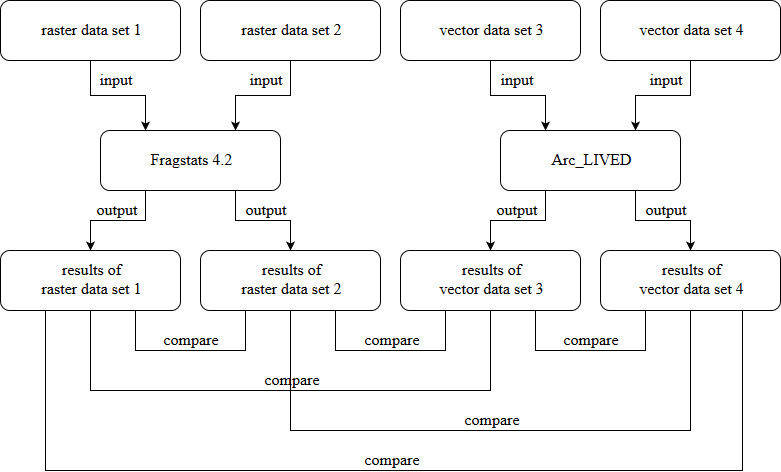 raster data set 1
raster data set 2
vector data set 3
vector data set 4
input
input
input
input
Fragstats 4.2
Arc_LIVED
output
output
output
output
results of
raster data set 1
results of
raster data set 2
results of
vector data set 3
results of
vector data set 4
compare
compare
compare
compare
compare
compare